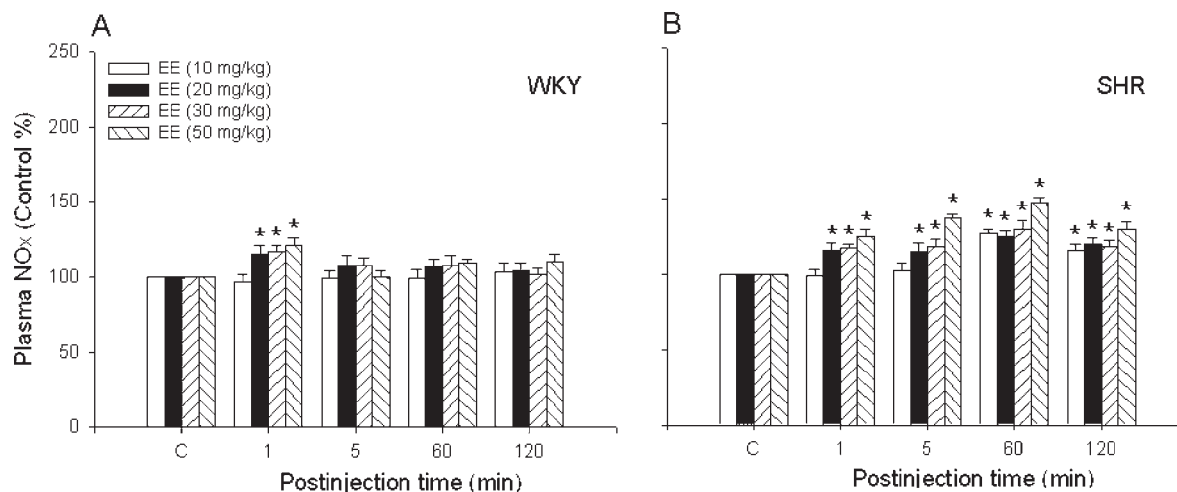 A
250
200
150
100
50
0
Plasma NOx (Control %)
EE (10 mg/kg)
EE (20 mg/kg)
EE (30 mg/kg)
EE (50 mg/kg)
WKY
* * *
C 1 5 60 120
Postinjection time (min)
B
SHR
* * *
* * *
* * * *
* * * *
C 1 5 60 120
Postinjection time (min)